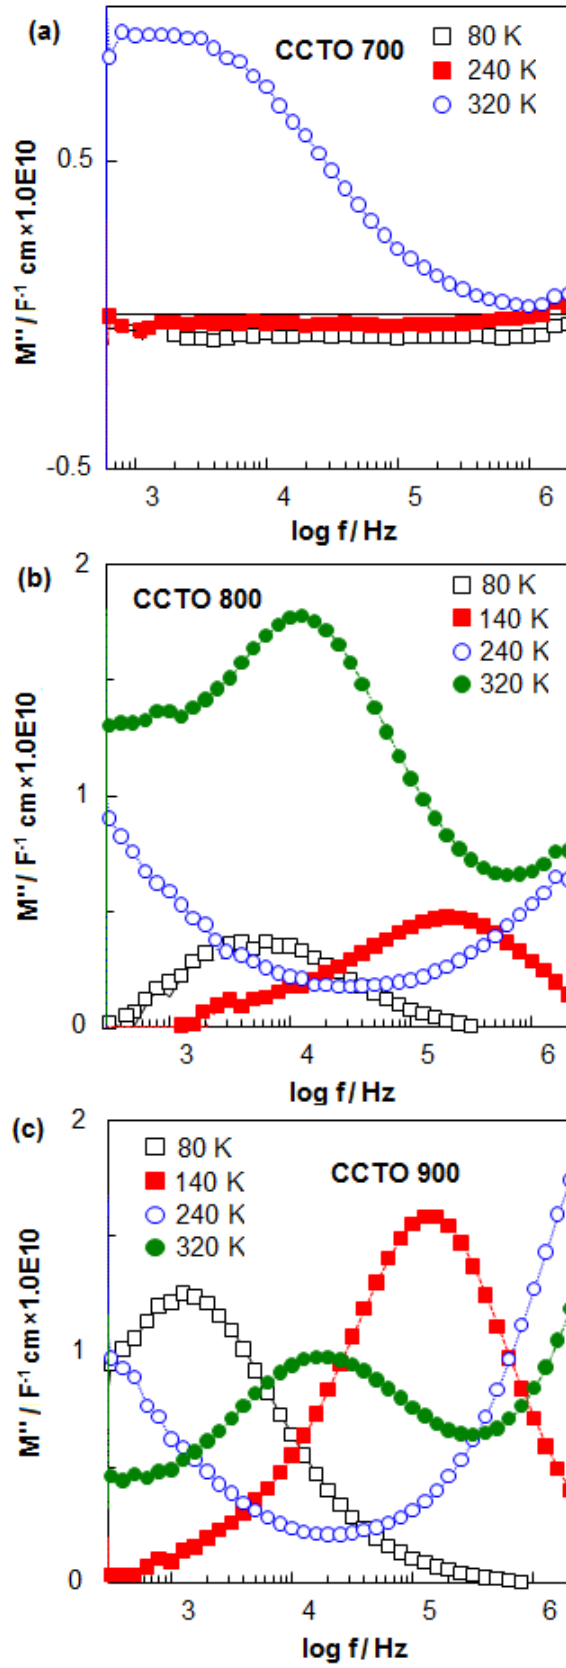 (a)
CCTO 700
80 K
240 K
320 K
0.5
-0.5
M'' / F⁻¹ cm×1.0E10
3 4 5 6
log f/ Hz
(b)
CCTO 800
80 K
140 K
240 K
320 K
2
1
0
M'' / F⁻¹ cm×1.0E10
3 4 5 6
log f/ Hz
(c)
CCTO 900
80 K
140 K
240 K
320 K
2
1
0
M'' / F⁻¹ cm×1.0E10
3 4 5 6
log f/ Hz